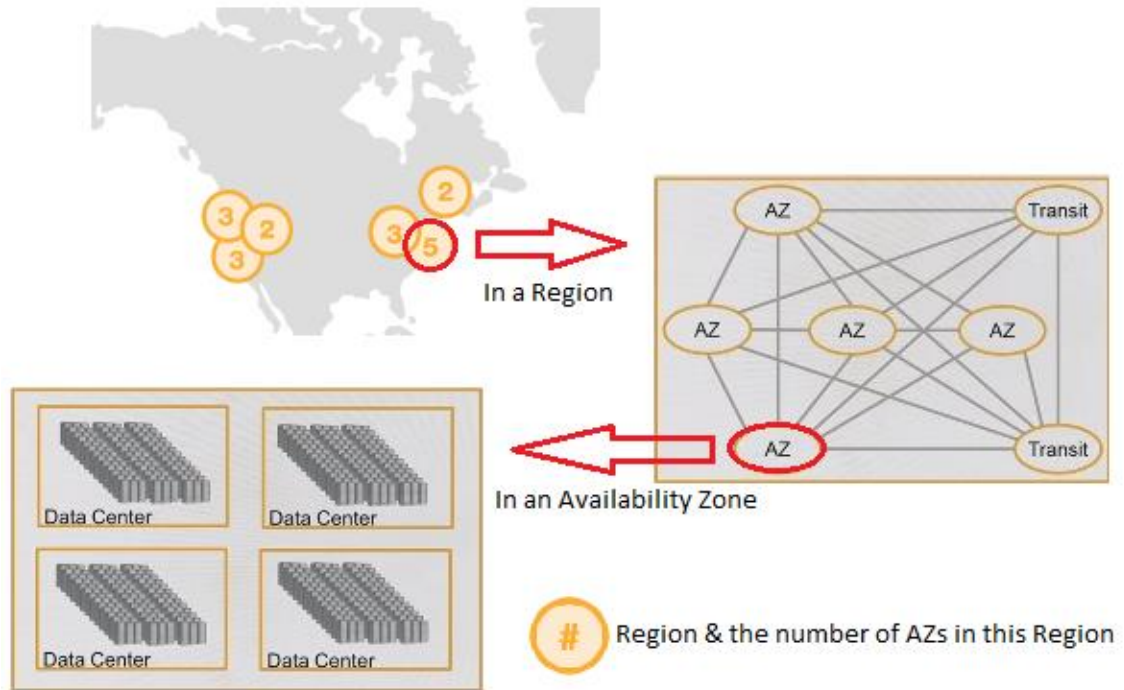 2
3
2
3
5
3
In a Region
AZ
Transit
AZ
AZ
AZ
AZ
Transit
In an Availability Zone
Data Center
Data Center
Data Center
Data Center
# Region & the number of AZs in this Region